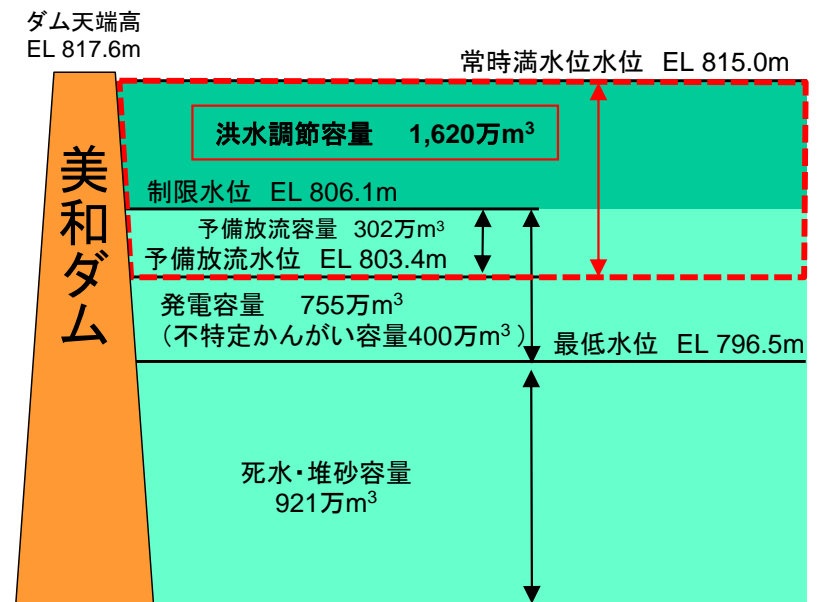 ダム天端高
EL 817.6m
常時満水位水位 EL 815.0m
洪水調節容量 1,620万m³
美和ダム
制限水位 EL 806.1m
予備放流容量 302万m³
予備放流水位 EL 803.4m
発電容量 755万m³
（不特定かんがい容量400万m³）
最低水位 EL 796.5m
死水・堆砂容量
921万m³